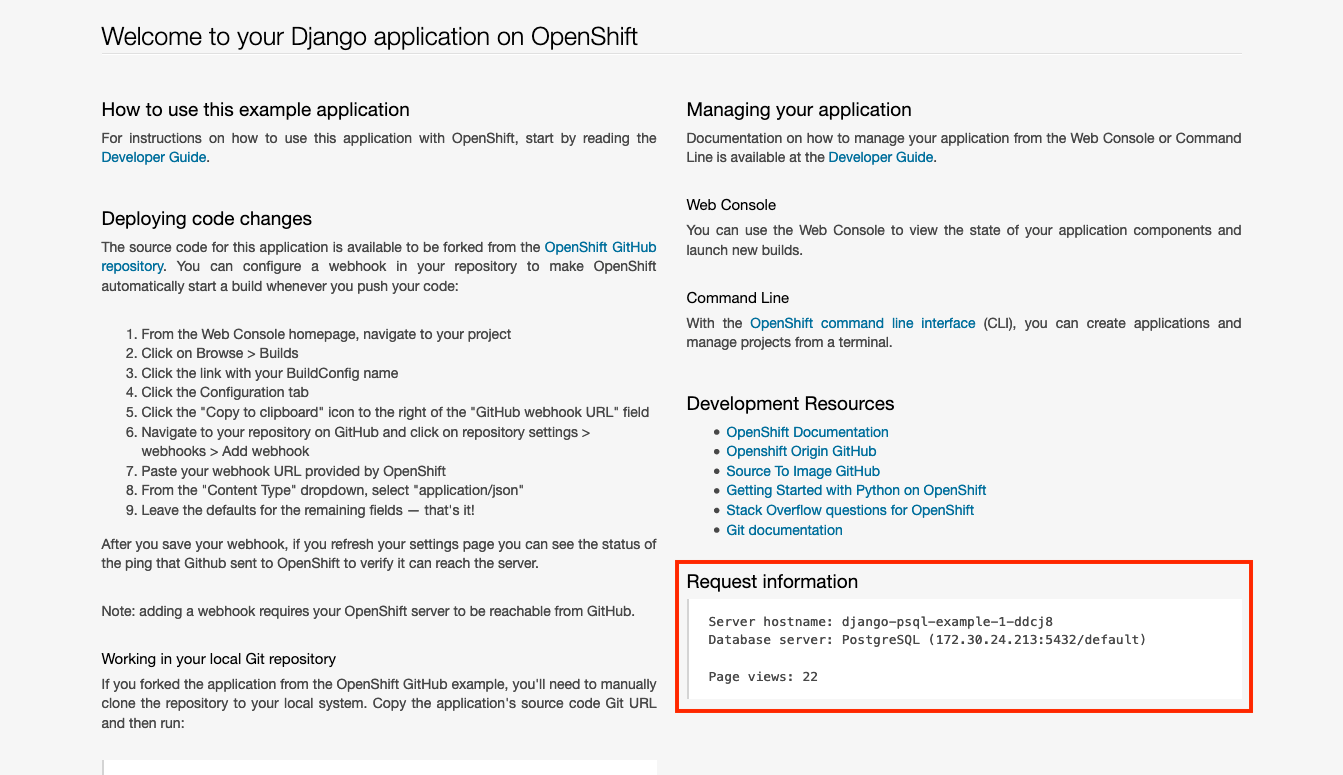 Welcome to your Django application on OpenShift
How to use this example application
For instructions on how to use this application with OpenShift, start by reading the
Developer Guide.
Deploying code changes
The source code for this application is available to be forked from the OpenShift GitHub
repository. You can configure a webhook in your repository to make OpenShift
automatically start a build whenever you push your code:
1. From the Web Console homepage, navigate to your project
2. Click on Browse > Builds
3. Click the link with your BuildConfig name
4. Click the Configuration tab
5. Click the "Copy to clipboard" icon to the right of the "GitHub webhook URL" field
6. Navigate to your repository on GitHub and click on repository settings >
webhooks > Add webhook
7. Paste your webhook URL provided by OpenShift
8. From the "Content Type" dropdown, select "application/json"
9. Leave the defaults for the remaining fields — that's it!
After you save your webhook, if you refresh your settings page you can see the status of
the ping that Github sent to OpenShift to verify it can reach the server.
Note: adding a webhook requires your OpenShift server to be reachable from GitHub.
Working in your local Git repository
If you forked the application from the OpenShift GitHub example, you'll need to manually
clone the repository to your local system. Copy the application's source code Git URL
and then run:
Managing your application
Documentation on how to manage your application from the Web Console or Command
Line is available at the Developer Guide.
Web Console
You can use the Web Console to view the state of your application components and
launch new builds.
Command Line
With the OpenShift command line interface (CLI), you can create applications and
manage projects from a terminal.
Development Resources
• OpenShift Documentation
• Openshift Origin GitHub
• Source To Image GitHub
• Getting Started with Python on OpenShift
• Stack Overflow questions for OpenShift
• Git documentation
Request information
Server hostname: django-psql-example-1-ddcj8
Database server: PostgreSQL (172.30.24.213:5432/default)
Page views: 22